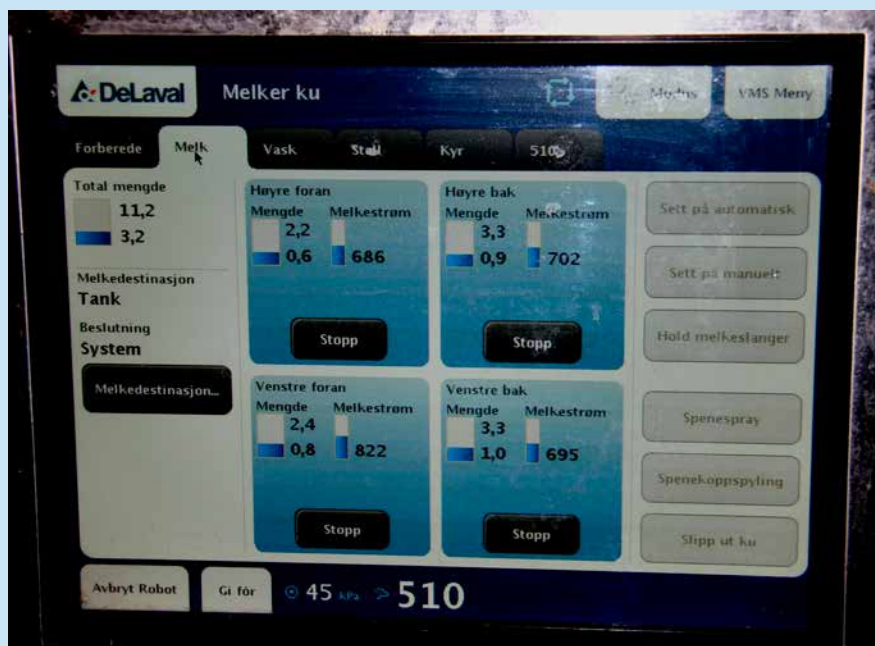 DeLaval Melker ku Modus VMS Meny
Forberede Melk Vask Stall Kyr 510
Total mengde
11,2
3,2
Melkedestinasjon
Tank
Beslutning
System
Melkedestinasjon...
Høyre foran
Mengde Melkestrøm
2,2
0,6 686
Stopp
Høyre bak
Mengde Melkestrøm
3,3
0,9 702
Stopp
Venstre foran
Mengde Melkestrøm
2,4
0,8 822
Stopp
Venstre bak
Mengde Melkestrøm
3,3
1,0 695
Stopp
Sett på automatisk
Sett på manuelt
Hold melkeslanger
Spenespray
Spenekoppspyling
Slipp ut ku
Avbryt Robot Gi fôr 45 kPa 510